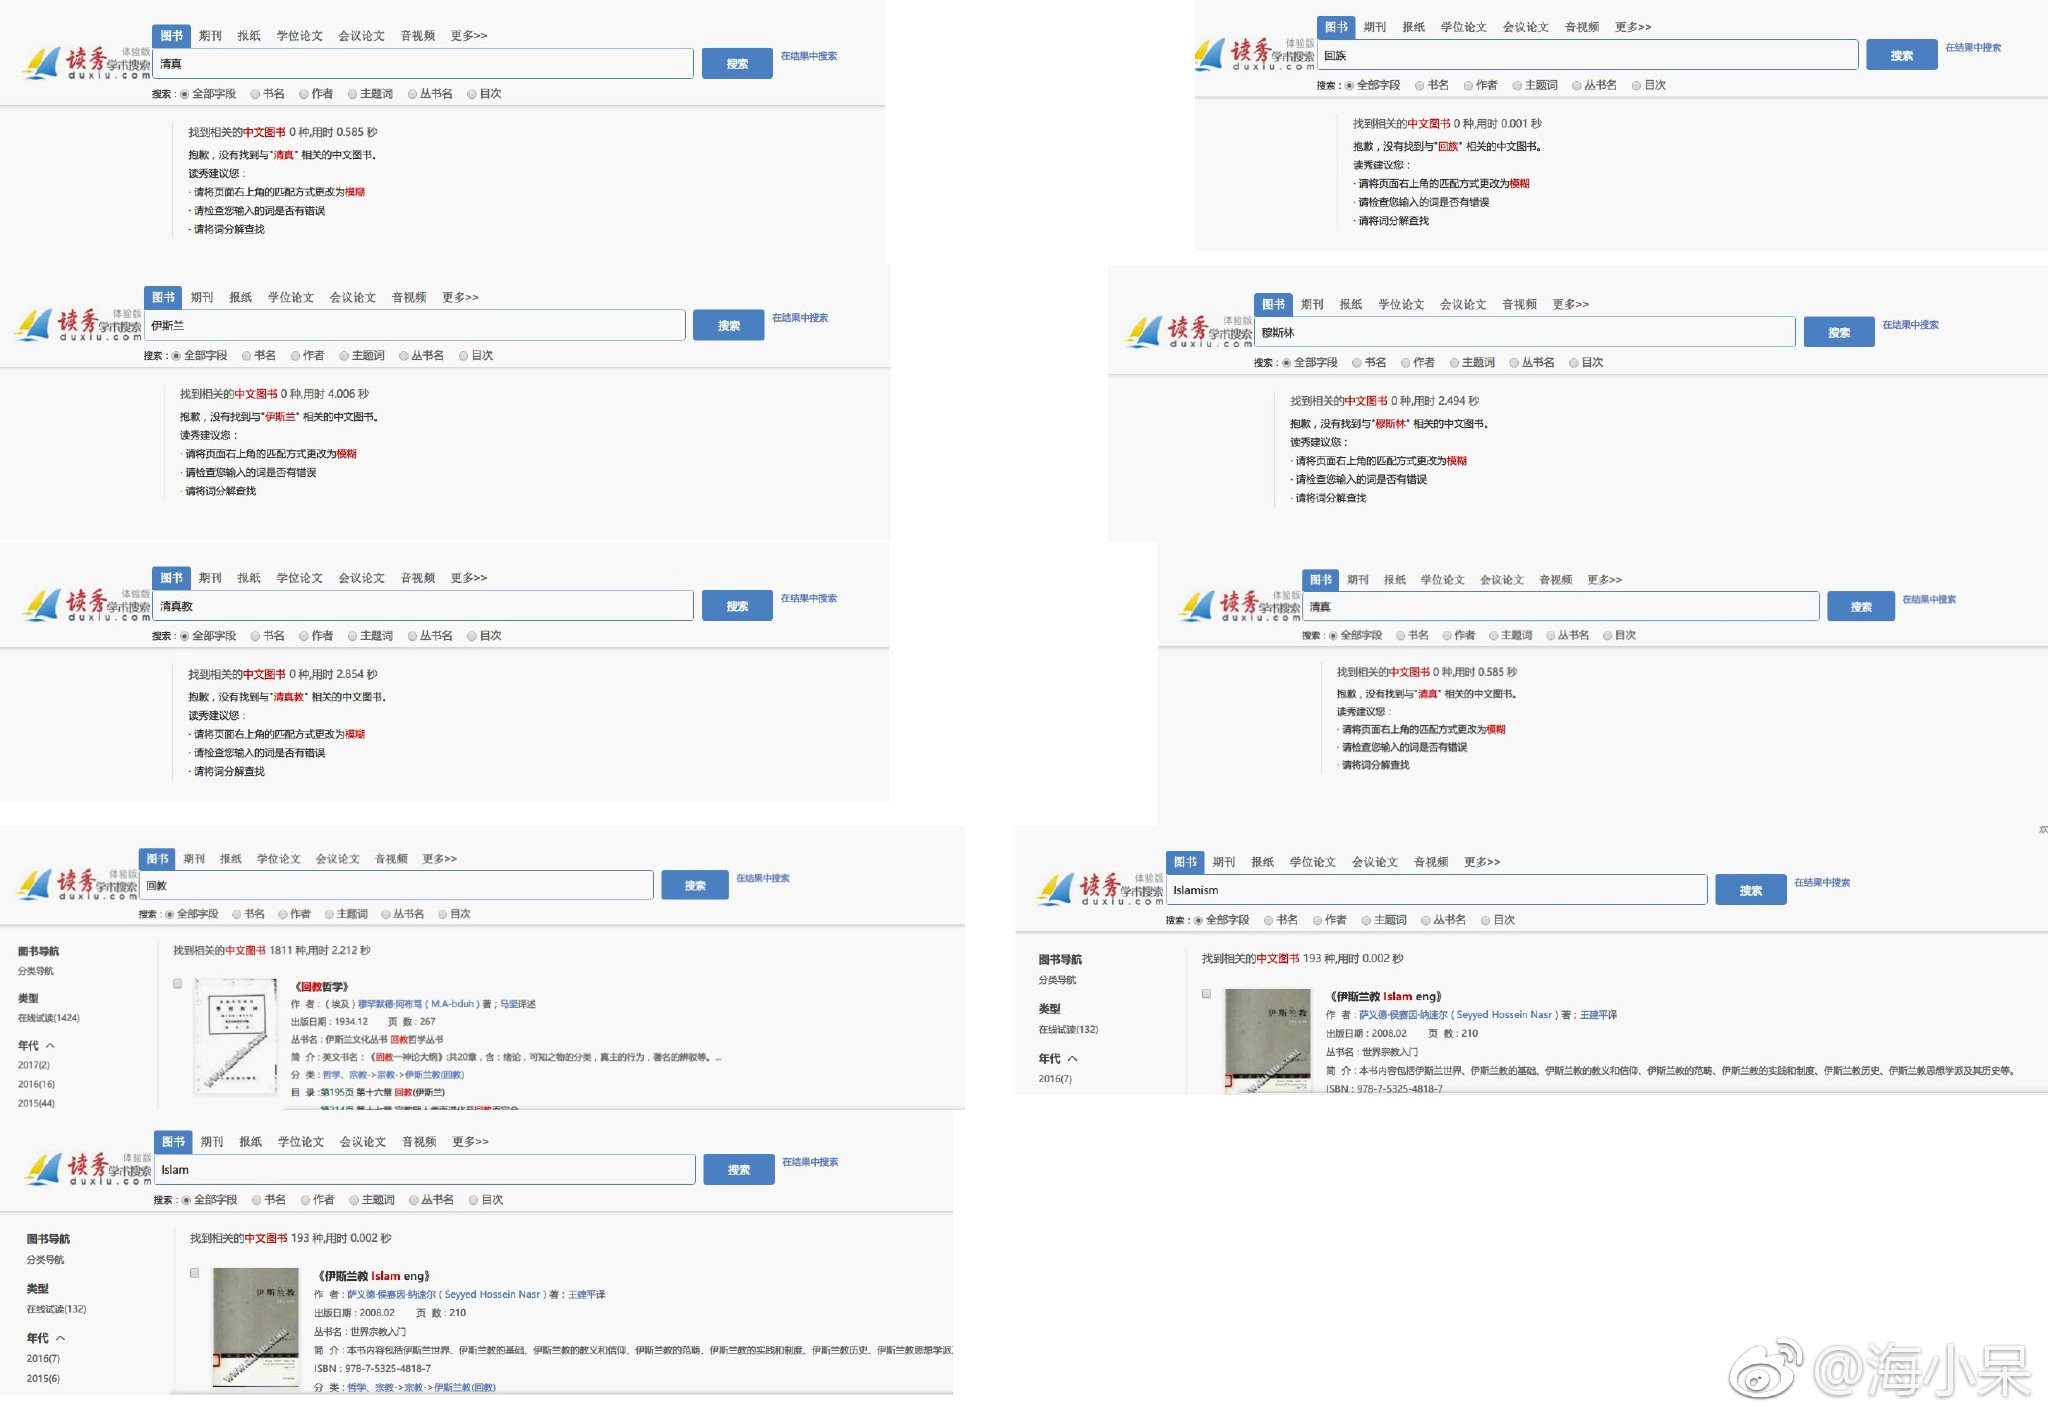 图书 期刊 报纸 学位论文 会议论文 音视频 更多>>
读秀 体验版
学术搜索
duxiu.com
清真
搜索
在结果中搜索
搜索： 全部字段 书名 作者 主题词 丛书名 目次
找到相关的中文图书 0 种,用时 0.585 秒
抱歉，没有找到与"清真" 相关的中文图书。
读秀建议您：
· 请将页面右上角的匹配方式更改为模糊
· 请检查您输入的词是否有错误
· 请将词分解查找
图书 期刊 报纸 学位论文 会议论文 音视频 更多>>
读秀 体验版
学术搜索
duxiu.com
回族
搜索
在结果中搜索
搜索： 全部字段 书名 作者 主题词 丛书名 目次
找到相关的中文图书 0 种,用时 0.001 秒
抱歉，没有找到与"回族" 相关的中文图书。
读秀建议您：
· 请将页面右上角的匹配方式更改为模糊
· 请检查您输入的词是否有错误
· 请将词分解查找
图书 期刊 报纸 学位论文 会议论文 音视频 更多>>
读秀 体验版
学术搜索
duxiu.com
伊斯兰
搜索
在结果中搜索
搜索： 全部字段 书名 作者 主题词 丛书名 目次
找到相关的中文图书 0 种,用时 4.006 秒
抱歉，没有找到与"伊斯兰" 相关的中文图书。
读秀建议您：
· 请将页面右上角的匹配方式更改为模糊
· 请检查您输入的词是否有错误
· 请将词分解查找
图书 期刊 报纸 学位论文 会议论文 音视频 更多>>
读秀 体验版
学术搜索
duxiu.com
穆斯林
搜索
在结果中搜索
搜索： 全部字段 书名 作者 主题词 丛书名 目次
找到相关的中文图书 0 种,用时 2.494 秒
抱歉，没有找到与"穆斯林" 相关的中文图书。
读秀建议您：
· 请将页面右上角的匹配方式更改为模糊
· 请检查您输入的词是否有错误
· 请将词分解查找
图书 期刊 报纸 学位论文 会议论文 音视频 更多>>
读秀 体验版
学术搜索
duxiu.com
清真教
搜索
在结果中搜索
搜索： 全部字段 书名 作者 主题词 丛书名 目次
找到相关的中文图书 0 种,用时 2.854 秒
抱歉，没有找到与"清真教" 相关的中文图书。
读秀建议您：
· 请将页面右上角的匹配方式更改为模糊
· 请检查您输入的词是否有错误
· 请将词分解查找
图书 期刊 报纸 学位论文 会议论文 音视频 更多>>
读秀 体验版
学术搜索
duxiu.com
清真
搜索
在结果中搜索
搜索： 全部字段 书名 作者 主题词 丛书名 目次
找到相关的中文图书 0 种,用时 0.585 秒
抱歉，没有找到与"清真" 相关的中文图书。
读秀建议您：
· 请将页面右上角的匹配方式更改为模糊
· 请检查您输入的词是否有错误
· 请将词分解查找
图书 期刊 报纸 学位论文 会议论文 音视频 更多>>
读秀 体验版
学术搜索
duxiu.com
回教
搜索
在结果中搜索
搜索： 全部字段 书名 作者 主题词 丛书名 目次
图书导航
分类导航
类型
在线试读(1424)
年代
2017(2)
2016(16)
2015(44)
找到相关的中文图书 1811 种,用时 2.212 秒
《回教哲学》
作 者：（埃及）穆罕默德·阿布笃（M.A-bduh）著；马坚译述
出版日期：1934.12 页 数：267
丛书名：伊斯兰文化丛书 回教哲学丛书
简 介：英文书名：《回教一神论大纲》:共20章，含：绪论，可知之物的分类，真主的行为，著名的辨驳等。...
分 类：哲学、宗教->宗教->伊斯兰教(回教)
目 录：第195页 第十六章 回教(伊斯兰)
图书 期刊 报纸 学位论文 会议论文 音视频 更多>>
读秀 体验版
学术搜索
duxiu.com
Islamism
搜索
在结果中搜索
搜索： 全部字段 书名 作者 主题词 丛书名 目次
图书导航
分类导航
类型
在线试读(132)
年代
2016(7)
找到相关的中文图书 193 种,用时 0.002 秒
伊斯兰教
《伊斯兰教 Islam eng》
作 者：萨义德·侯赛因·纳速尔（Seyyed Hossein Nasr）著；王建平译
出版日期：2008.02 页 数：210
丛书名：世界宗教入门
简 介：本书内容包括伊斯兰世界、伊斯兰教的基础、伊斯兰教的教义和信仰、伊斯兰教的范畴、伊斯兰教的实践和制度、伊斯兰教历史、伊斯兰教思想学派及其历史等。
ISBN：978-7-5325-4818-7
图书 期刊 报纸 学位论文 会议论文 音视频 更多>>
读秀 体验版
学术搜索
duxiu.com
Islam
搜索
在结果中搜索
搜索： 全部字段 书名 作者 主题词 丛书名 目次
图书导航
分类导航
类型
在线试读(132)
年代
2016(7)
2015(6)
找到相关的中文图书 193 种,用时 0.002 秒
伊斯兰教
《伊斯兰教 Islam eng》
作 者：萨义德·侯赛因·纳速尔（Seyyed Hossein Nasr）著；王建平译
出版日期：2008.02 页 数：210
丛书名：世界宗教入门
简 介：本书内容包括伊斯兰世界、伊斯兰教的基础、伊斯兰教的教义和信仰、伊斯兰教的范畴、伊斯兰教的实践和制度、伊斯兰教历史、伊斯兰教思想学派
ISBN：978-7-5325-4818-7
分 类：哲学、宗教->宗教->伊斯兰教(回教)
@海小呆